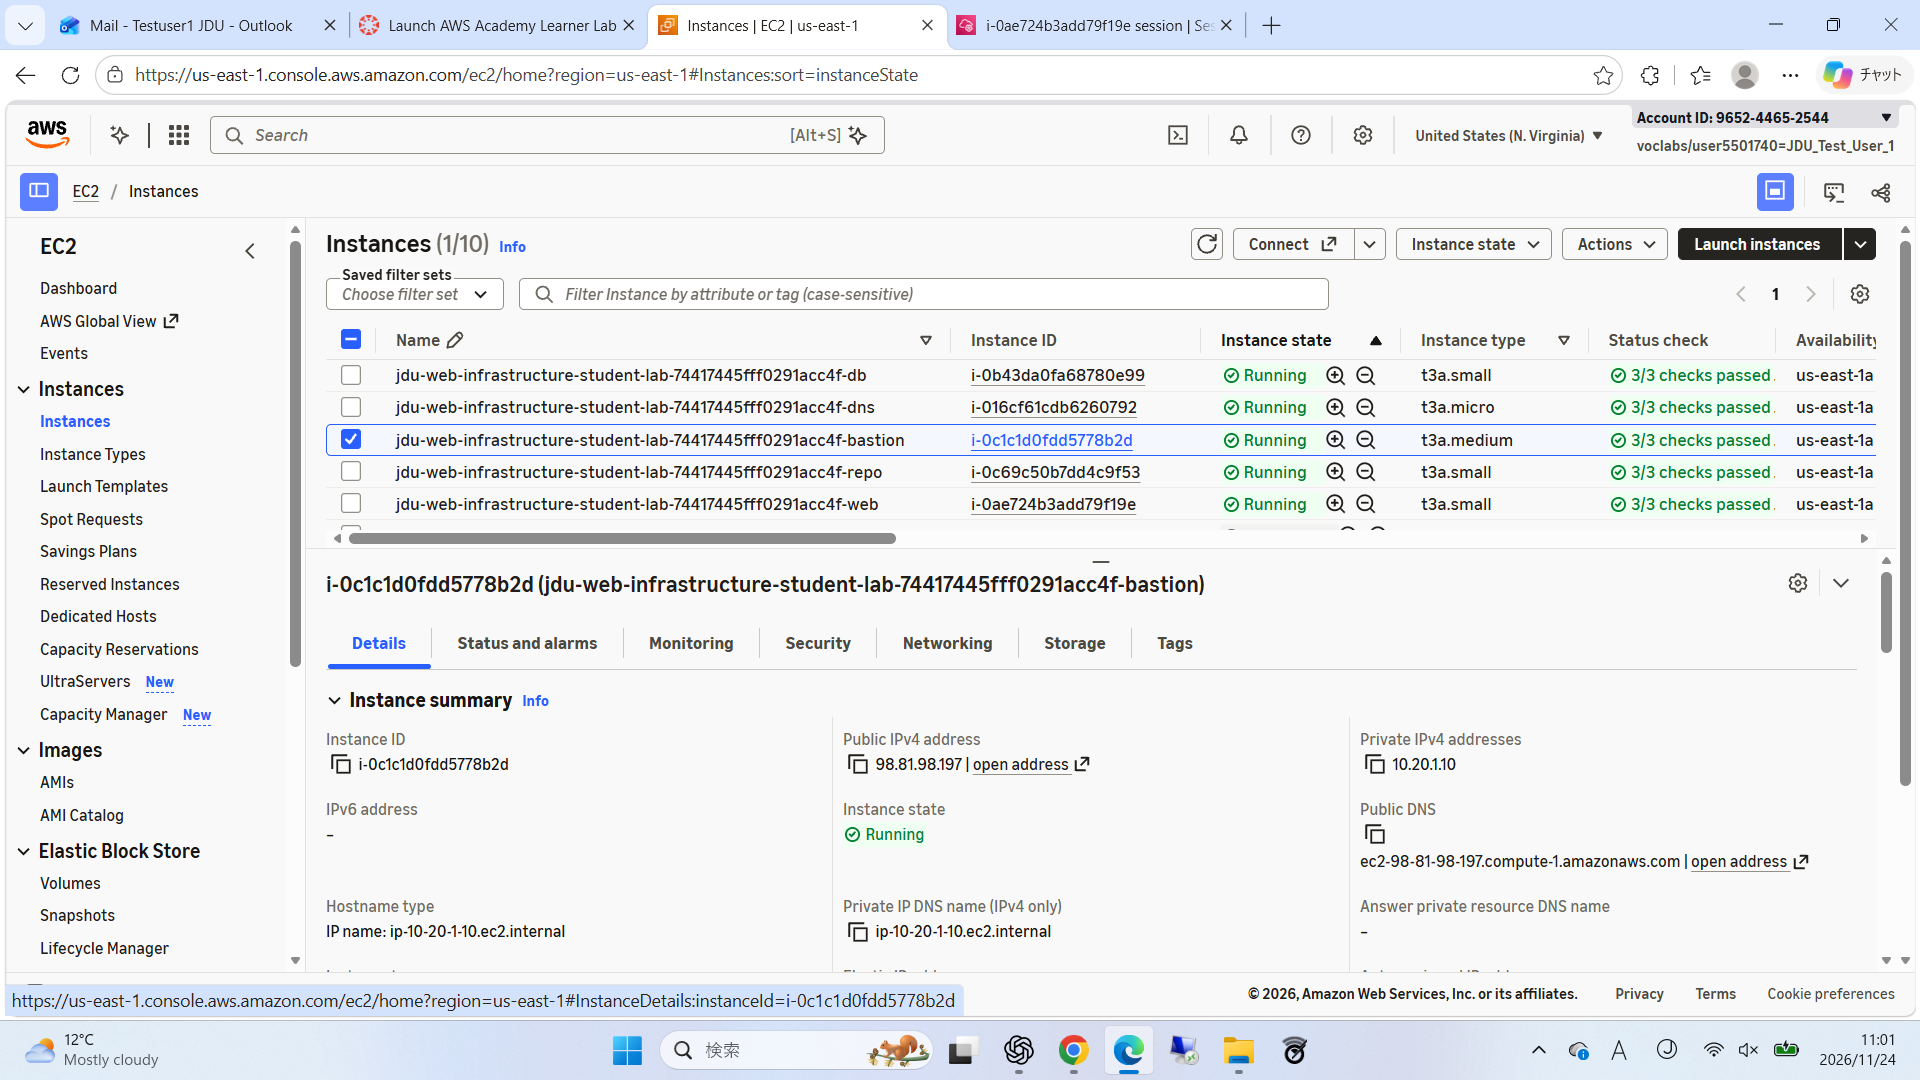 Mail - Testuser1 JDU - Outlook
Launch AWS Academy Learner Lab
Instances | EC2 | us-east-1
i-0ae724b3add79f19e session | Ses
https://us-east-1.console.aws.amazon.com/ec2/home?region=us-east-1#Instances:sort=instanceState
チャット
aws
Search
[Alt+S]
United States (N. Virginia)
Account ID: 9652-4465-2544
voclabs/user5501740=JDU_Test_User_1
EC2 / Instances
EC2
Dashboard
AWS Global View
Events
Instances
Instances
Instance Types
Launch Templates
Spot Requests
Savings Plans
Reserved Instances
Dedicated Hosts
Capacity Reservations
UltraServers New
Capacity Manager New
Images
AMIs
AMI Catalog
Elastic Block Store
Volumes
Snapshots
Lifecycle Manager
Instances (1/10) Info
Connect
Instance state
Actions
Launch instances
Saved filter sets
Choose filter set
Filter Instance by attribute or tag (case-sensitive)
1
Name Instance ID Instance state Instance type Status check Availability
jdu-web-infrastructure-student-lab-74417445fff0291acc4f-db i-0b43da0fa68780e99 Running t3a.small 3/3 checks passed us-east-1a
jdu-web-infrastructure-student-lab-74417445fff0291acc4f-dns i-016cf61cdb6260792 Running t3a.micro 3/3 checks passed us-east-1a
jdu-web-infrastructure-student-lab-74417445fff0291acc4f-bastion i-0c1c1d0fdd5778b2d Running t3a.medium 3/3 checks passed us-east-1a
jdu-web-infrastructure-student-lab-74417445fff0291acc4f-repo i-0c69c50b7dd4c9f53 Running t3a.small 3/3 checks passed us-east-1a
jdu-web-infrastructure-student-lab-74417445fff0291acc4f-web i-0ae724b3add79f19e Running t3a.small 3/3 checks passed us-east-1a
i-0c1c1d0fdd5778b2d (jdu-web-infrastructure-student-lab-74417445fff0291acc4f-bastion)
Details Status and alarms Monitoring Security Networking Storage Tags
Instance summary Info
Instance ID
i-0c1c1d0fdd5778b2d
Public IPv4 address
98.81.98.197 | open address
Private IPv4 addresses
10.20.1.10
IPv6 address
–
Instance state
Running
Public DNS
ec2-98-81-98-197.compute-1.amazonaws.com | open address
Hostname type
IP name: ip-10-20-1-10.ec2.internal
Private IP DNS name (IPv4 only)
ip-10-20-1-10.ec2.internal
Answer private resource DNS name
–
https://us-east-1.console.aws.amazon.com/ec2/home?region=us-east-1#InstanceDetails:instanceId=i-0c1c1d0fdd5778b2d
© 2026, Amazon Web Services, Inc. or its affiliates.
Privacy
Terms
Cookie preferences
12°C
Mostly cloudy
検索
A
11:01
2026/11/24